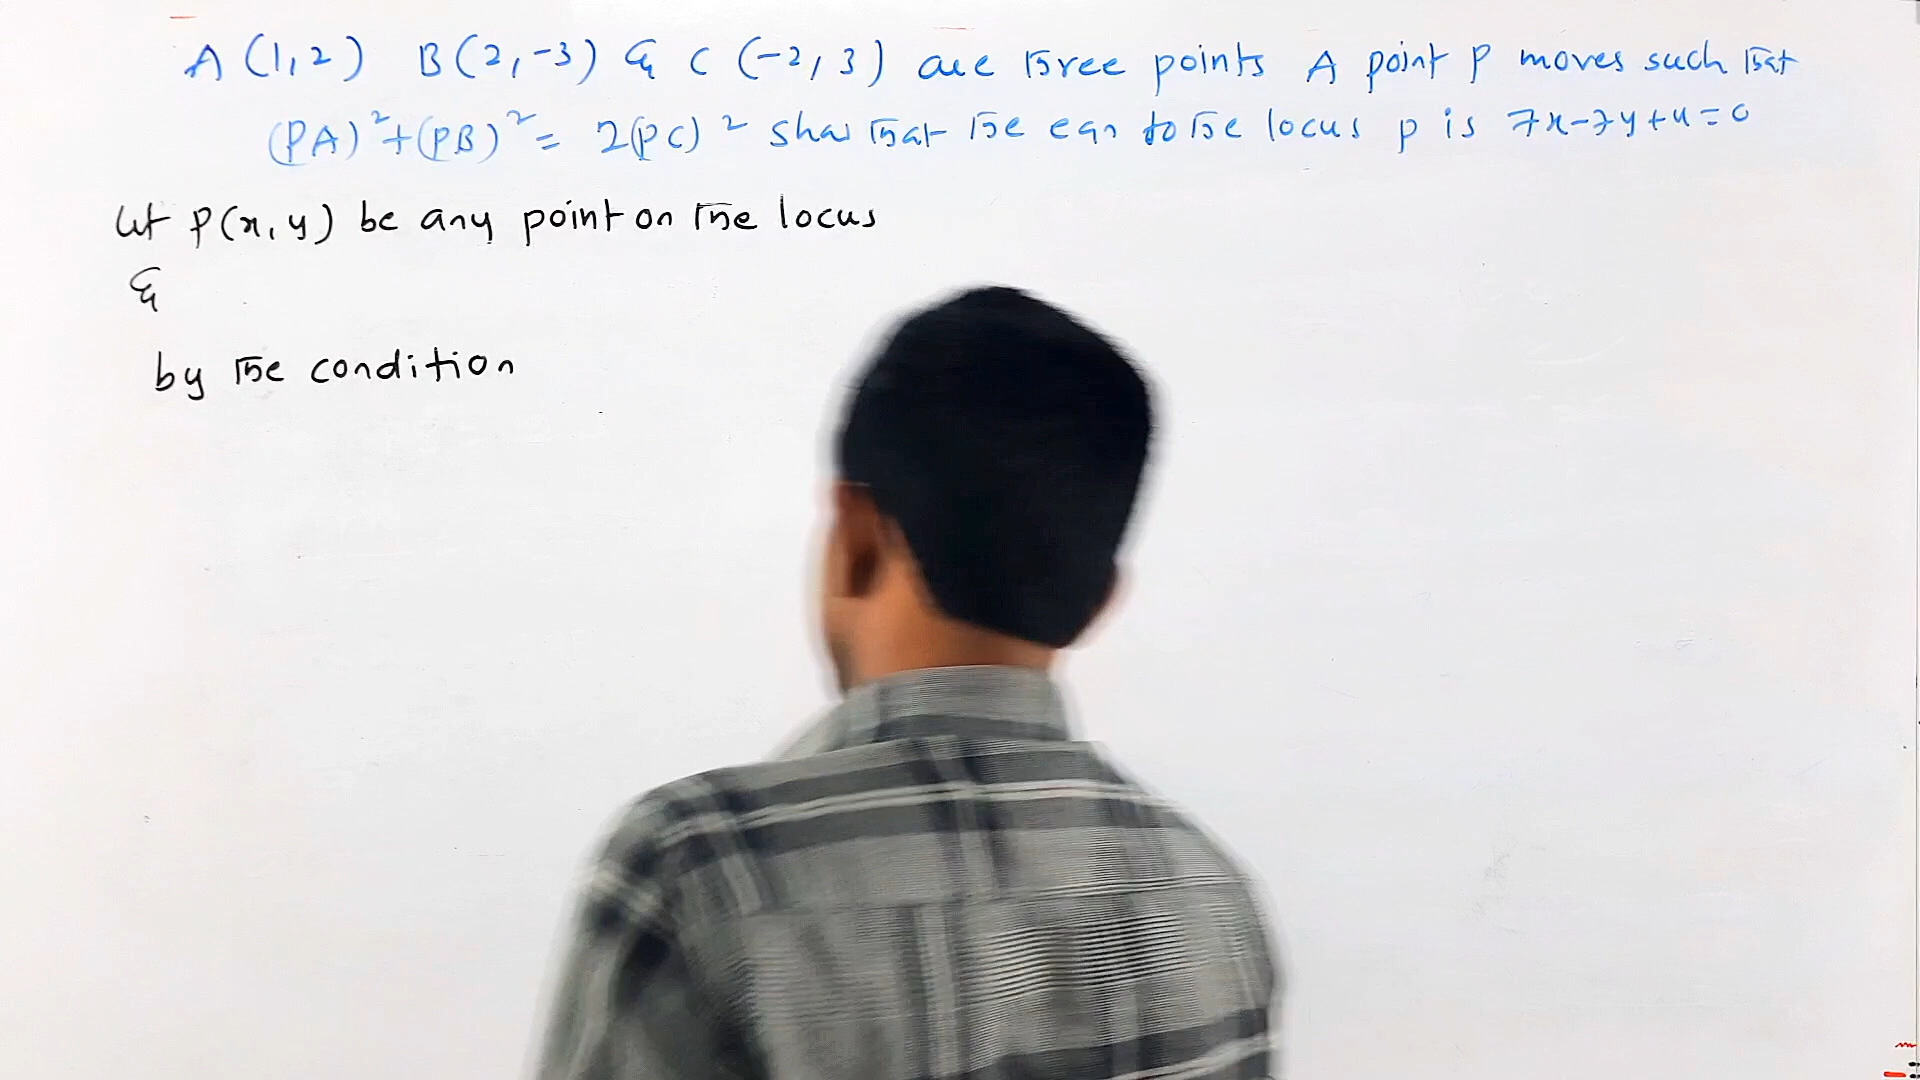 A (1,2) B(2,-3) & C (-2,3) are three points A point P moves such that
(PA)²+(PB)² = 2(PC)² show that the eqn to the locus p is 7x-7y+4=0
Let P(x,y) be any point on the locus
&
by the condition